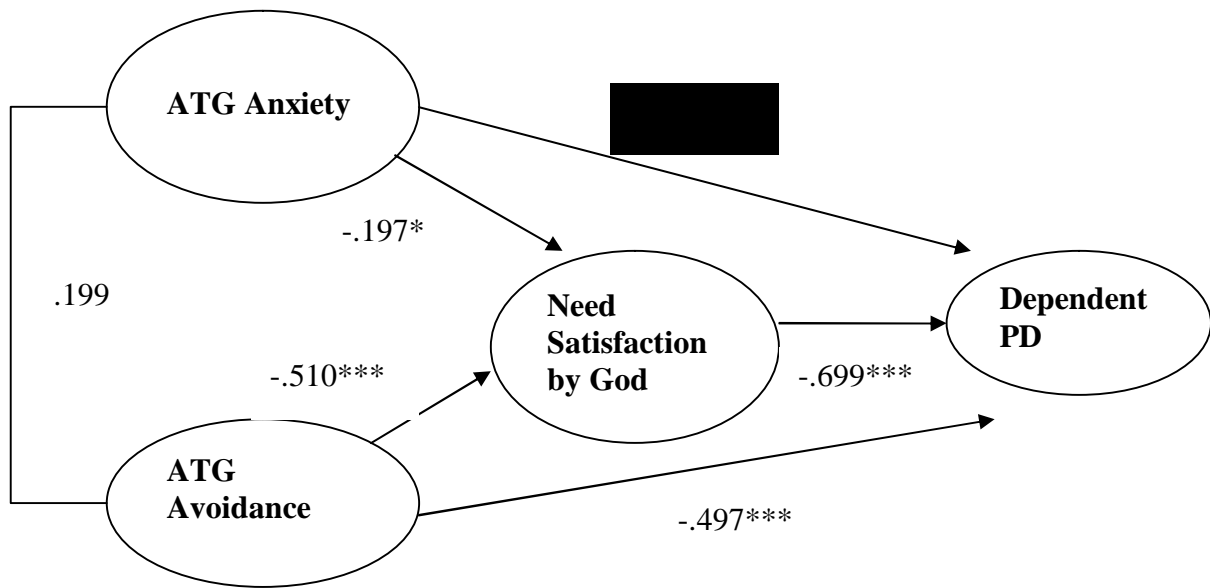 ATG Anxiety
-.197*
.199
Need
Satisfaction
by God
Dependent
PD
-.510***
-.699***
ATG
Avoidance
-.497***